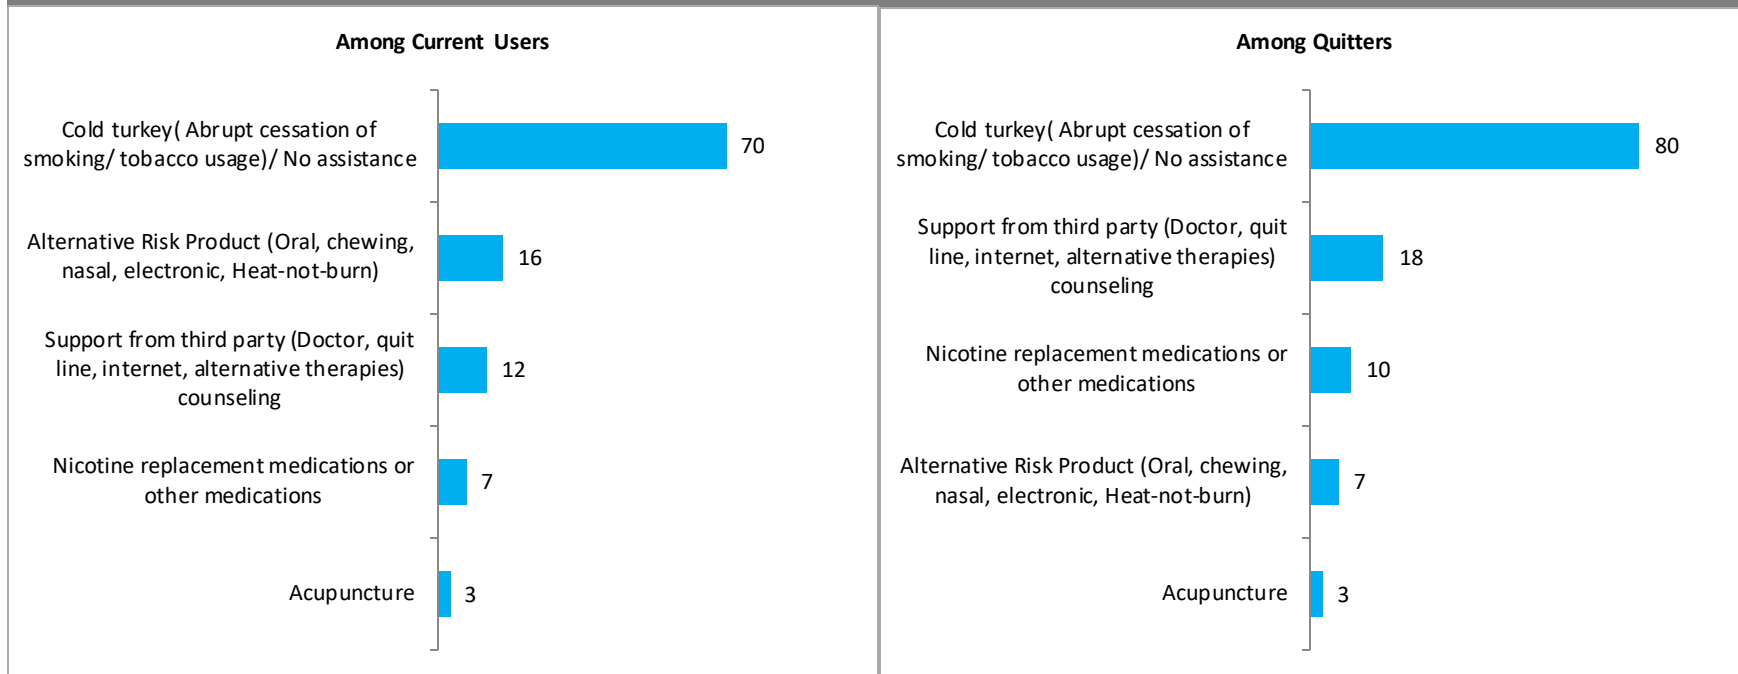 Among Current Users
Cold turkey( Abrupt cessation of
smoking/ tobacco usage)/ No assistance
70
Alternative Risk Product (Oral, chewing,
nasal, electronic, Heat-not-burn)
16
Support from third party (Doctor, quit
line, internet, alternative therapies)
counseling
12
Nicotine replacement medications or
other medications
7
Acupuncture
3
Among Quitters
Cold turkey( Abrupt cessation of
smoking/ tobacco usage)/ No assistance
80
Support from third party (Doctor, quit
line, internet, alternative therapies)
counseling
18
Nicotine replacement medications or
other medications
10
Alternative Risk Product (Oral, chewing,
nasal, electronic, Heat-not-burn)
7
Acupuncture
3